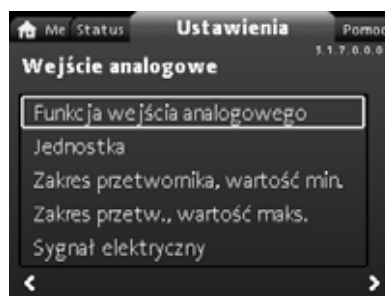 Me Status Ustawienia Pomoc
3.1.7.0.0.0
Wejście analogowe
Funkcja wejścia analogowego
Jednostka
Zakres przetwornika, wartość min.
Zakres przetw., wartość maks.
Sygnał elektryczny